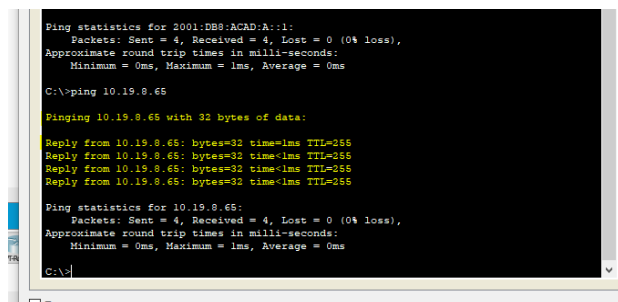 Ping statistics for 2001:DB8:ACAD:A::1:
Packets: Sent = 4, Received = 4, Lost = 0 (0% loss),
Approximate round trip times in milli-seconds:
Minimum = 0ms, Maximum = 1ms, Average = 0ms
C:\>ping 10.19.8.65
Pinging 10.19.8.65 with 32 bytes of data:
Reply from 10.19.8.65: bytes=32 time=1ms TTL=255
Reply from 10.19.8.65: bytes=32 time<1ms TTL=255
Reply from 10.19.8.65: bytes=32 time<1ms TTL=255
Reply from 10.19.8.65: bytes=32 time<1ms TTL=255
Ping statistics for 10.19.8.65:
Packets: Sent = 4, Received = 4, Lost = 0 (0% loss),
Approximate round trip times in milli-seconds:
Minimum = 0ms, Maximum = 1ms, Average = 0ms
C:\>